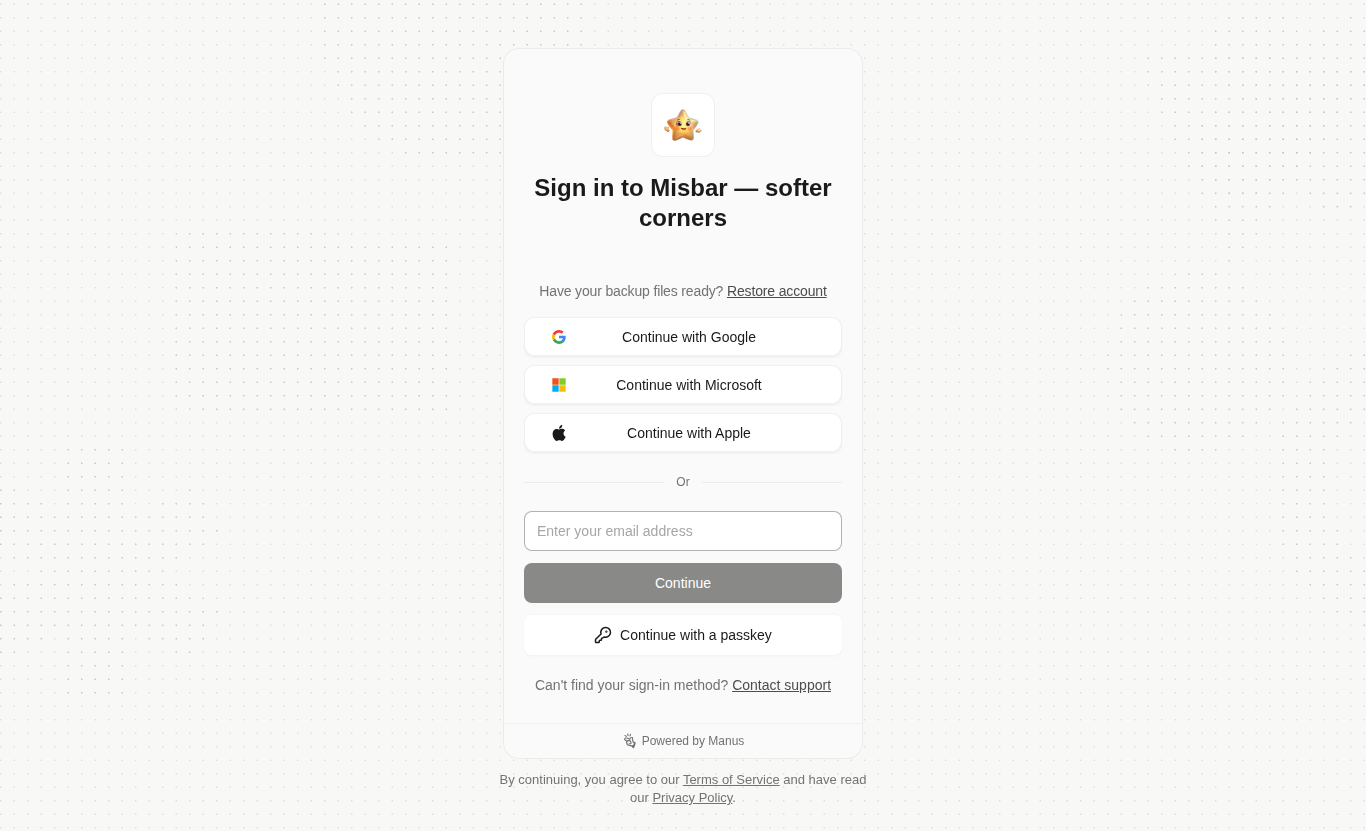 Sign in to Misbar — softer
corners
Have your backup files ready? Restore account
Continue with Google
Continue with Microsoft
Continue with Apple
Or
Enter your email address
Continue
Continue with a passkey
Can't find your sign-in method? Contact support
Powered by Manus
By continuing, you agree to our Terms of Service and have read
our Privacy Policy.